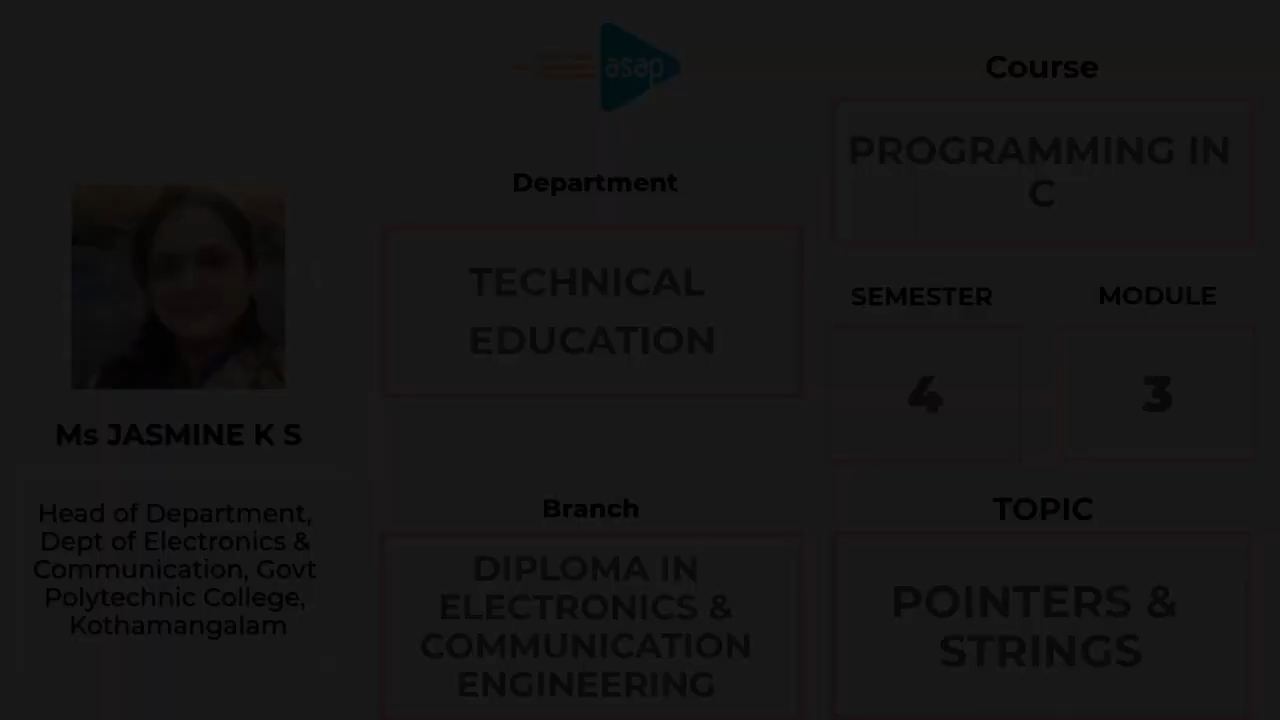 asap
Ms JASMINE K S
Head of Department,
Dept of Electronics &
Communication, Govt
Polytechnic College,
Kothamangalam
Department
TECHNICAL
EDUCATION
Branch
DIPLOMA IN
ELECTRONICS &
COMMUNICATION
ENGINEERING
Course
PROGRAMMING IN
C
SEMESTER
4
MODULE
3
TOPIC
POINTERS &
STRINGS